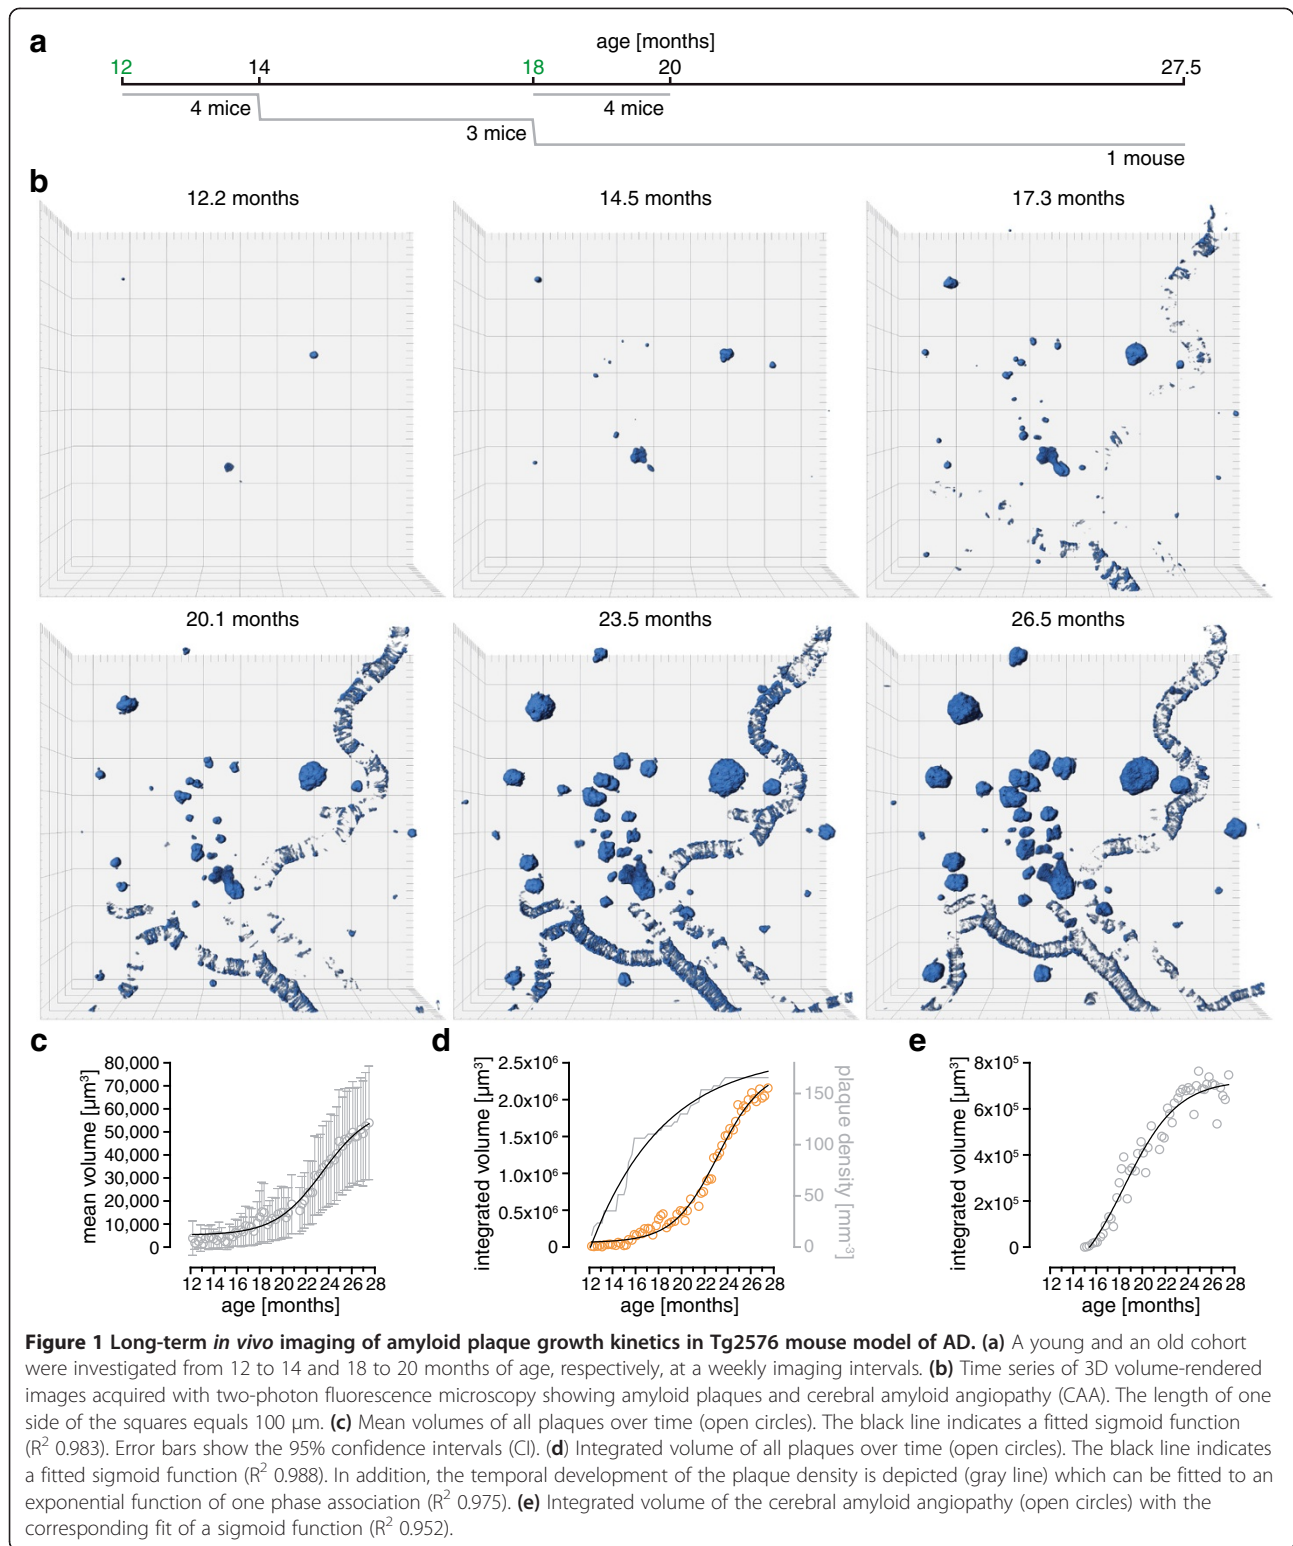 a
age [months]
12 14 18 20 27.5
4 mice 4 mice
3 mice
1 mouse
b
12.2 months 14.5 months 17.3 months
20.1 months 23.5 months 26.5 months
c
mean volume [µm³]
80,000
70,000
60,000
50,000
40,000
30,000
20,000
10,000
0
12 14 16 18 20 22 24 26 28
age [months]
d
integrated volume [µm³]
2.5x10⁶
2.0x10⁶
1.5x10⁶
1.0x10⁶
0.5x10⁶
0
plaque density [mm⁻³]
150
100
50
0
12 14 16 18 20 22 24 26 28
age [months]
e
integrated volume [µm³]
8x10⁵
6x10⁵
4x10⁵
2x10⁵
0
12 14 16 18 20 22 24 26 28
age [months]
Figure 1 Long-term in vivo imaging of amyloid plaque growth kinetics in Tg2576 mouse model of AD. (a) A young and an old cohort
were investigated from 12 to 14 and 18 to 20 months of age, respectively, at a weekly imaging intervals. (b) Time series of 3D volume-rendered
images acquired with two-photon fluorescence microscopy showing amyloid plaques and cerebral amyloid angiopathy (CAA). The length of one
side of the squares equals 100 µm. (c) Mean volumes of all plaques over time (open circles). The black line indicates a fitted sigmoid function
(R² 0.983). Error bars show the 95% confidence intervals (CI). (d) Integrated volume of all plaques over time (open circles). The black line indicates
a fitted sigmoid function (R² 0.988). In addition, the temporal development of the plaque density is depicted (gray line) which can be fitted to an
exponential function of one phase association (R² 0.975). (e) Integrated volume of the cerebral amyloid angiopathy (open circles) with the
corresponding fit of a sigmoid function (R² 0.952).